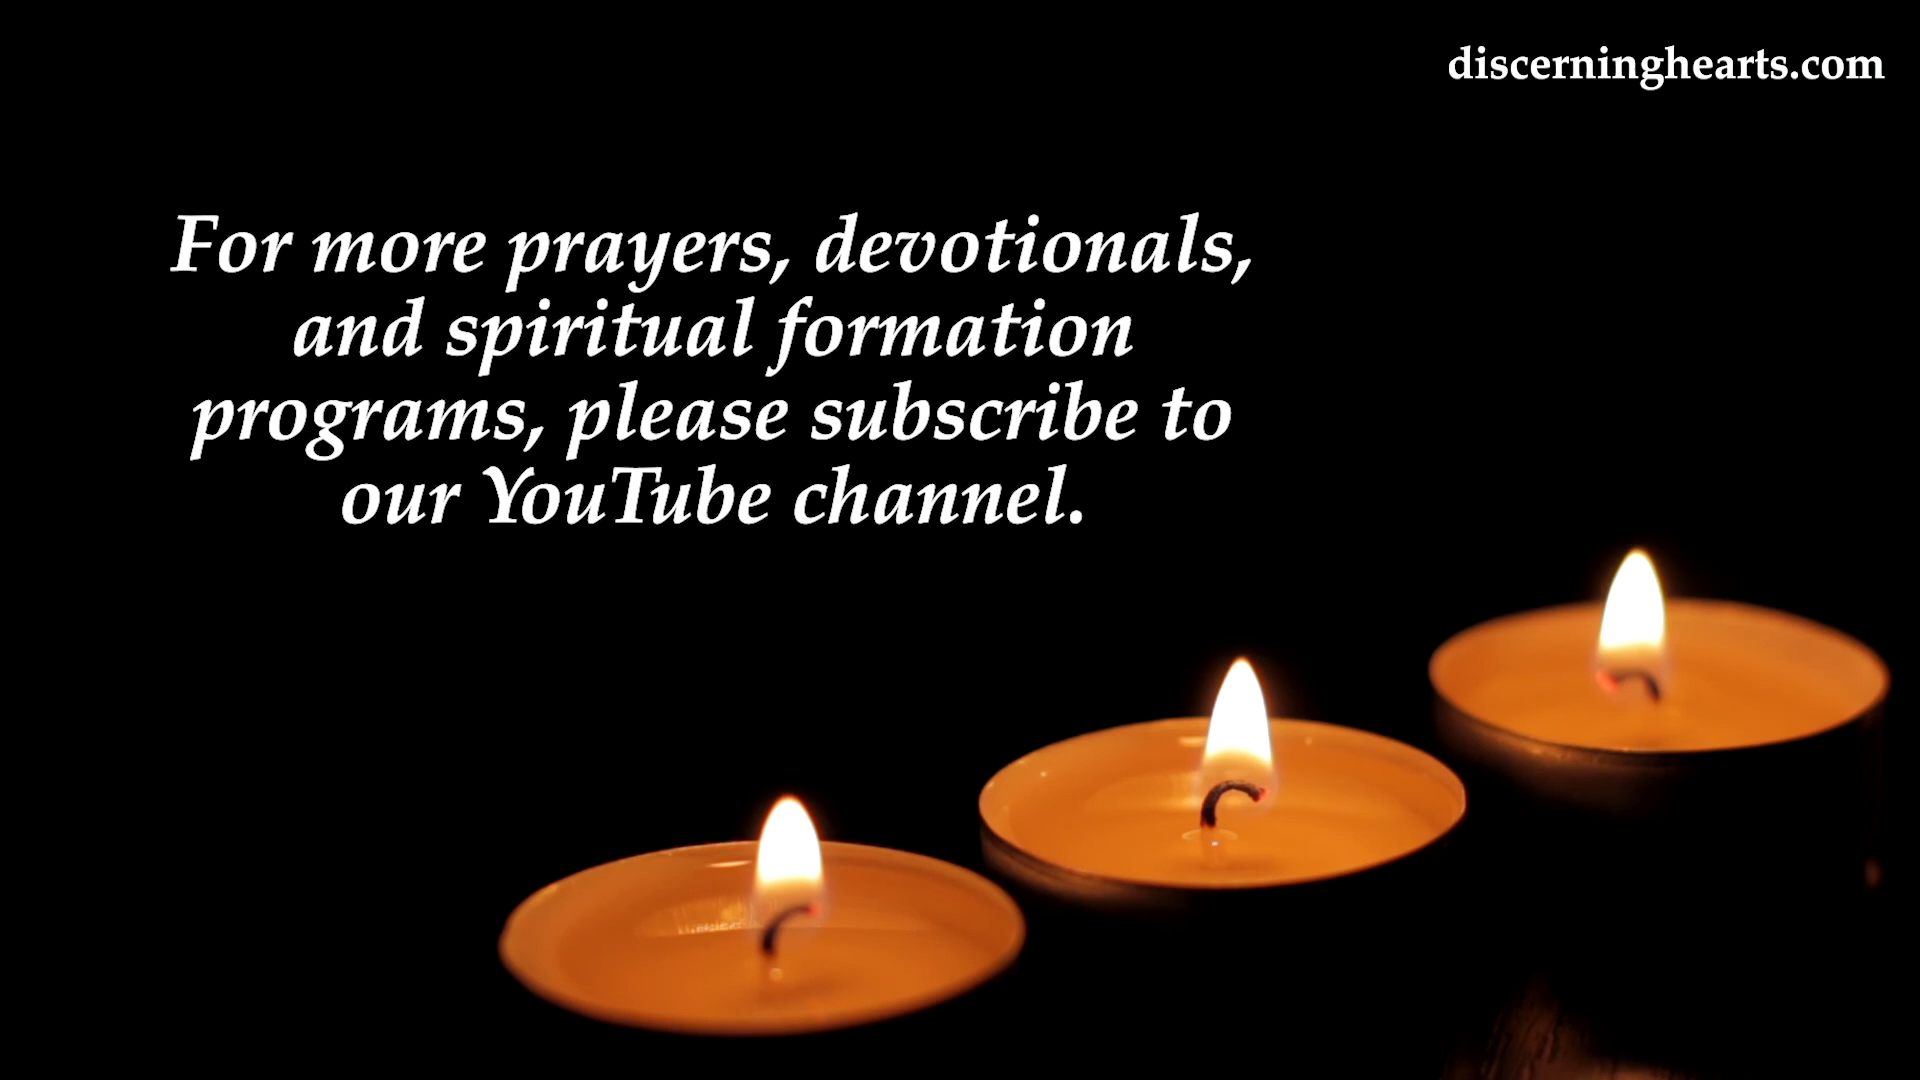 discerninghearts.com
For more prayers, devotionals,
and spiritual formation
programs, please subscribe to
our YouTube channel.